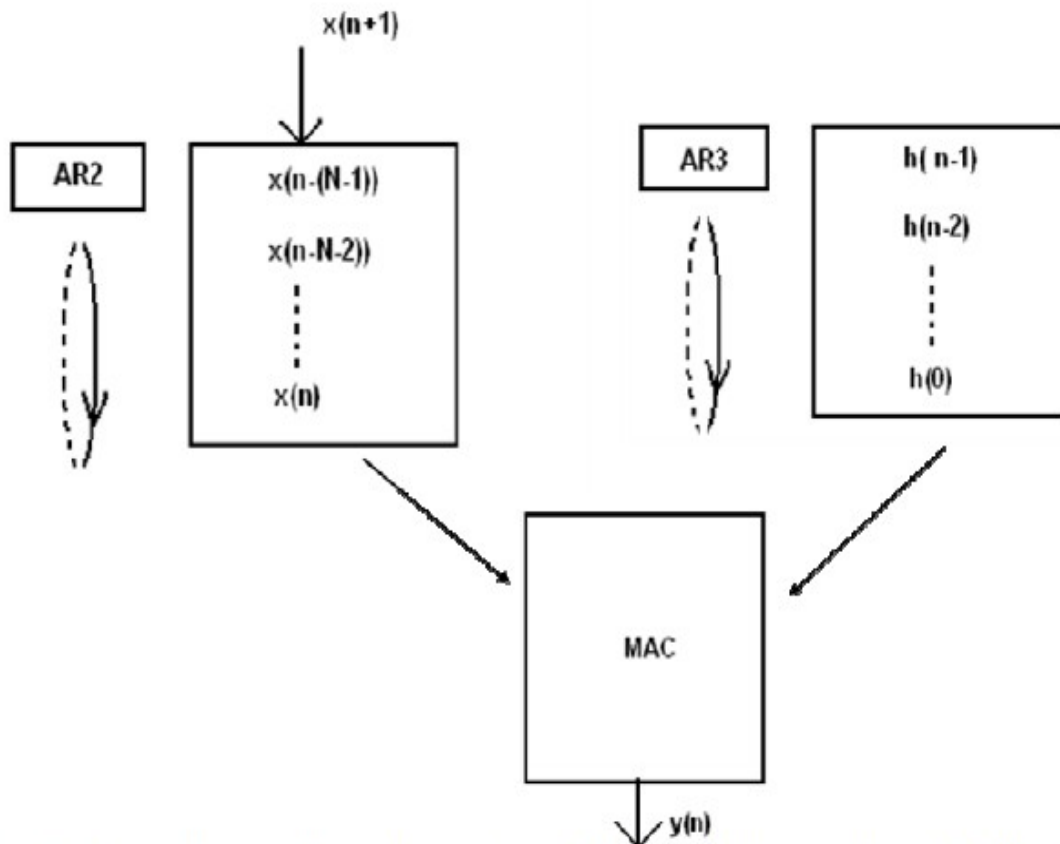 x(n+1)
AR2
x(n-(N-1))
x(n-N-2))
x(n)
AR3
h( n-1)
h(n-2)
h(0)
MAC
y(n)